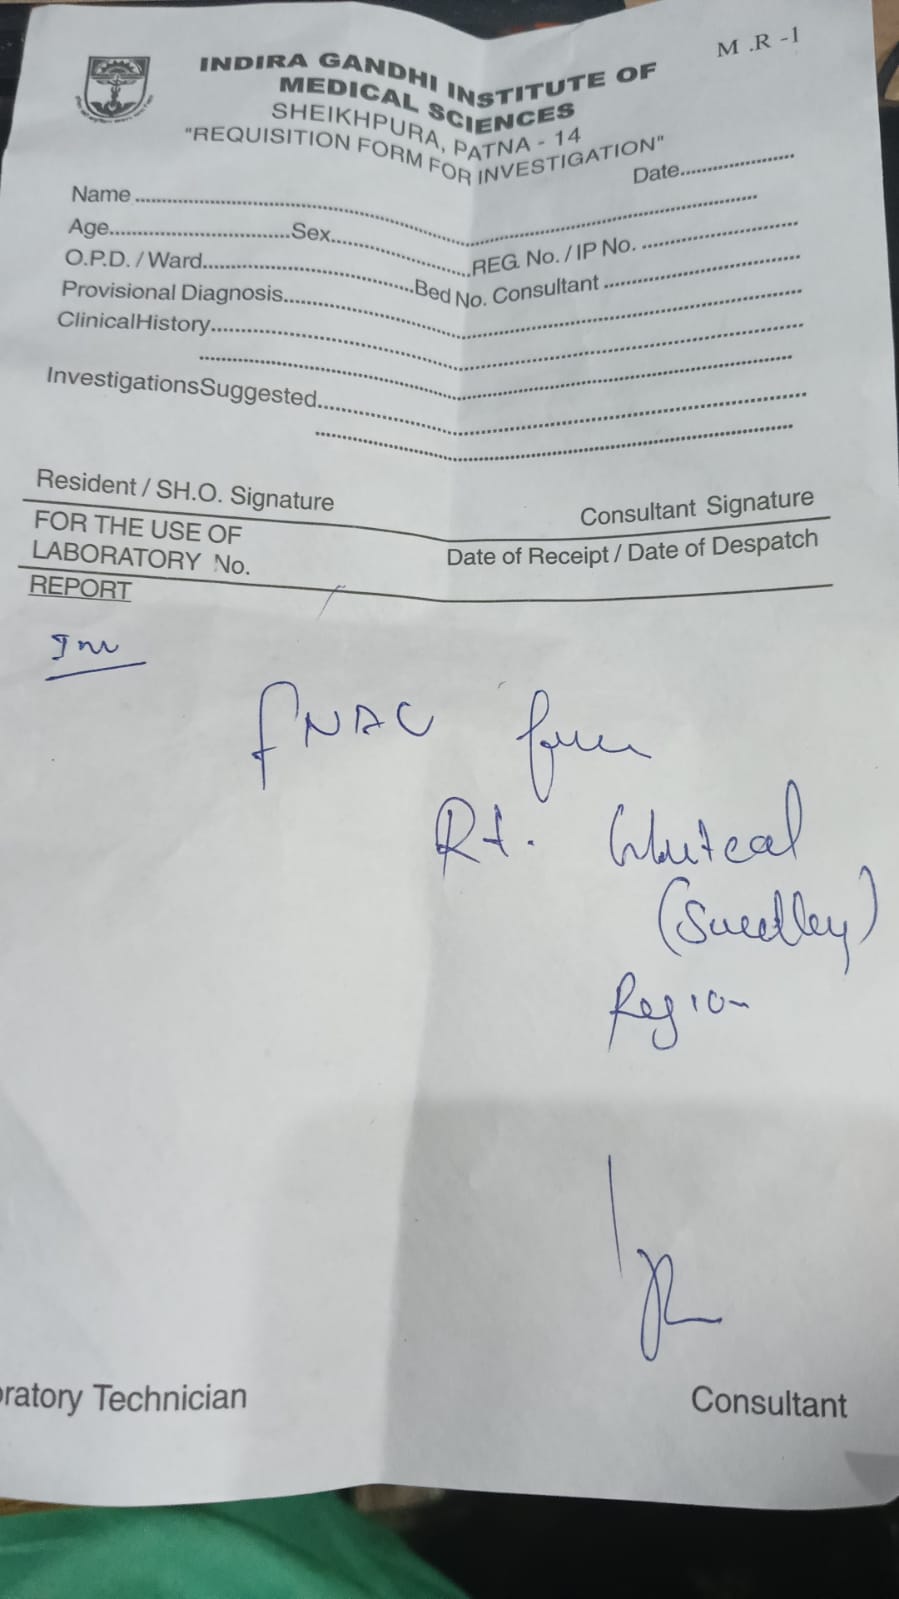 M.R-1
INDIRA GANDHI INSTITUTE OF
MEDICAL SCIENCES
SHEIKHPURA, PATNA - 14
"REQUISITION FORM FOR INVESTIGATION"
Date
Name
Age Sex REG. No. / IP No.
O.P.D. / Ward Bed No. Consultant
Provisional Diagnosis
ClinicalHistory
InvestigationsSuggested
Resident / SH.O. Signature Consultant Signature
FOR THE USE OF
LABORATORY No. Date of Receipt / Date of Despatch
REPORT
FNAC from
Rt. Gluteal
Region
oratory Technician Consultant